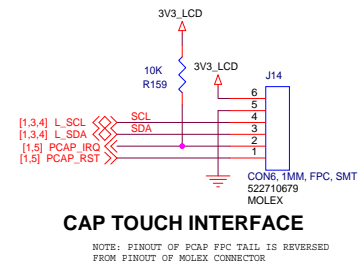 3V3_LCD
10K
R159
3V3_LCD
J14
6
5
[1,3,4] L_SCL SCL 4
[1,3,4] L_SDA SDA 3
[1,5] PCAP_IRQ 2
[1,5] PCAP_RST 1
CON6, 1MM, FPC, SMT
522710679
MOLEX
CAP TOUCH INTERFACE
NOTE: PINOUT OF PCAP FPC TAIL IS REVERSED
FROM PINOUT OF MOLEX CONNECTOR